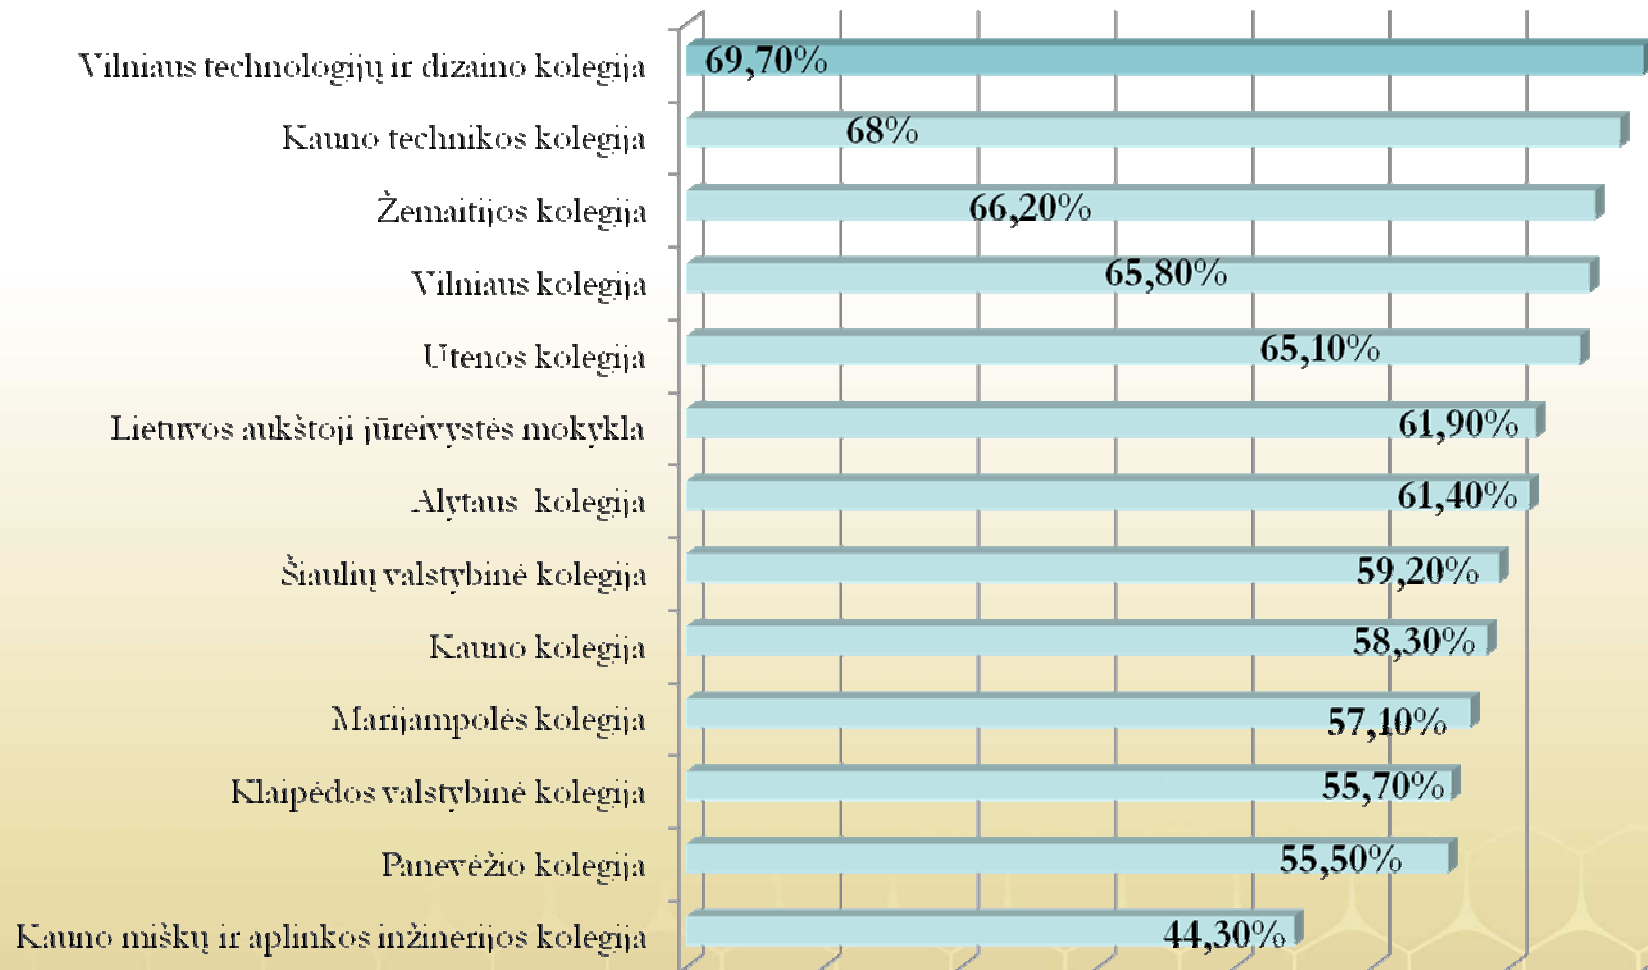 Vilniaus technologijų ir dizaino kolegija 69,70%
Kauno technikos kolegija 68%
Žemaitijos kolegija 66,20%
Vilniaus kolegija 65,80%
Utenos kolegija 65,10%
Lietuvos aukštoji jūreivystės mokykla 61,90%
Alytaus kolegija 61,40%
Šiaulių valstybinė kolegija 59,20%
Kauno kolegija 58,30%
Marijampolės kolegija 57,10%
Klaipėdos valstybinė kolegija 55,70%
Panevėžio kolegija 55,50%
Kauno miškų ir aplinkos inžinerijos kolegija 44,30%